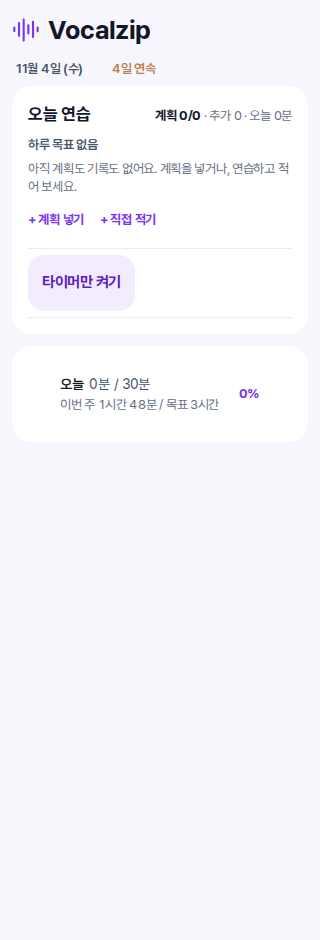 Vocalzip
11월 4일 (수) 4일 연속
오늘 연습 계획 0/0 · 추가 0 · 오늘 0분
하루 목표 없음
아직 계획도 기록도 없어요. 계획을 넣거나, 연습하고 적
어 보세요.
+ 계획 넣기 + 직접 적기
타이머만 켜기
오늘 0분 / 30분
이번 주 1시간 48분 / 목표 3시간
0%